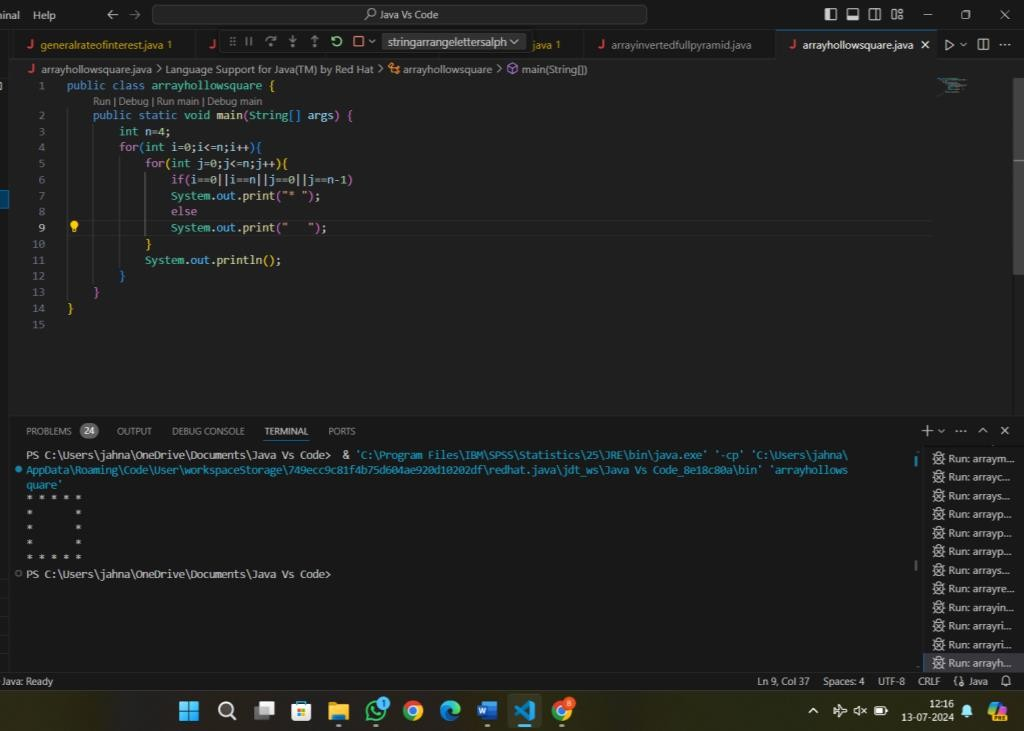 inal Help Java Vs Code
generalrateofinterest.java 1 stringarrangelettersalph java 1 arrayinvertedfullpyramid.java arrayhollowsquare.java
arrayhollowsquare.java > Language Support for Java(TM) by Red Hat > arrayhollowsquare > main(String[])
1 public class arrayhollowsquare {
Run | Debug | Run main | Debug main
2 public static void main(String[] args) {
3 int n=4;
4 for(int i=0;i<=n;i++){
5 for(int j=0;j<=n;j++){
6 if(i==0||i==n||j==0||j==n-1)
7 System.out.print("* ");
8 else
9 System.out.print("   ");
10 }
11 System.out.println();
12 }
13 }
14 }
15
PROBLEMS 24 OUTPUT DEBUG CONSOLE TERMINAL PORTS
PS C:\Users\jahna\OneDrive\Documents\Java Vs Code>  & 'C:\Program Files\IBM\SPSS\Statistics\25\JRE\bin\java.exe' '-cp' 'C:\Users\jahna\
AppData\Roaming\Code\User\workspaceStorage\749ecc9c81f4b75d604ae920d10202df\redhat.java\jdt_ws\Java Vs Code_8e18c80a\bin' 'arrayhollows
quare'
* * * * *
*       *
*       *
*       *
* * * * *
PS C:\Users\jahna\OneDrive\Documents\Java Vs Code>
Run: arraym...
Run: arrayc...
Run: arrays...
Run: arrayp...
Run: arrayp...
Run: arrayp...
Run: arrays...
Run: arrayre...
Run: arrayin...
Run: arrayri...
Run: arrayri...
Run: arrayh...
Java: Ready Ln 9, Col 37 Spaces: 4 UTF-8 CRLF {} Java
1 8 12:16
13-07-2024 PRE